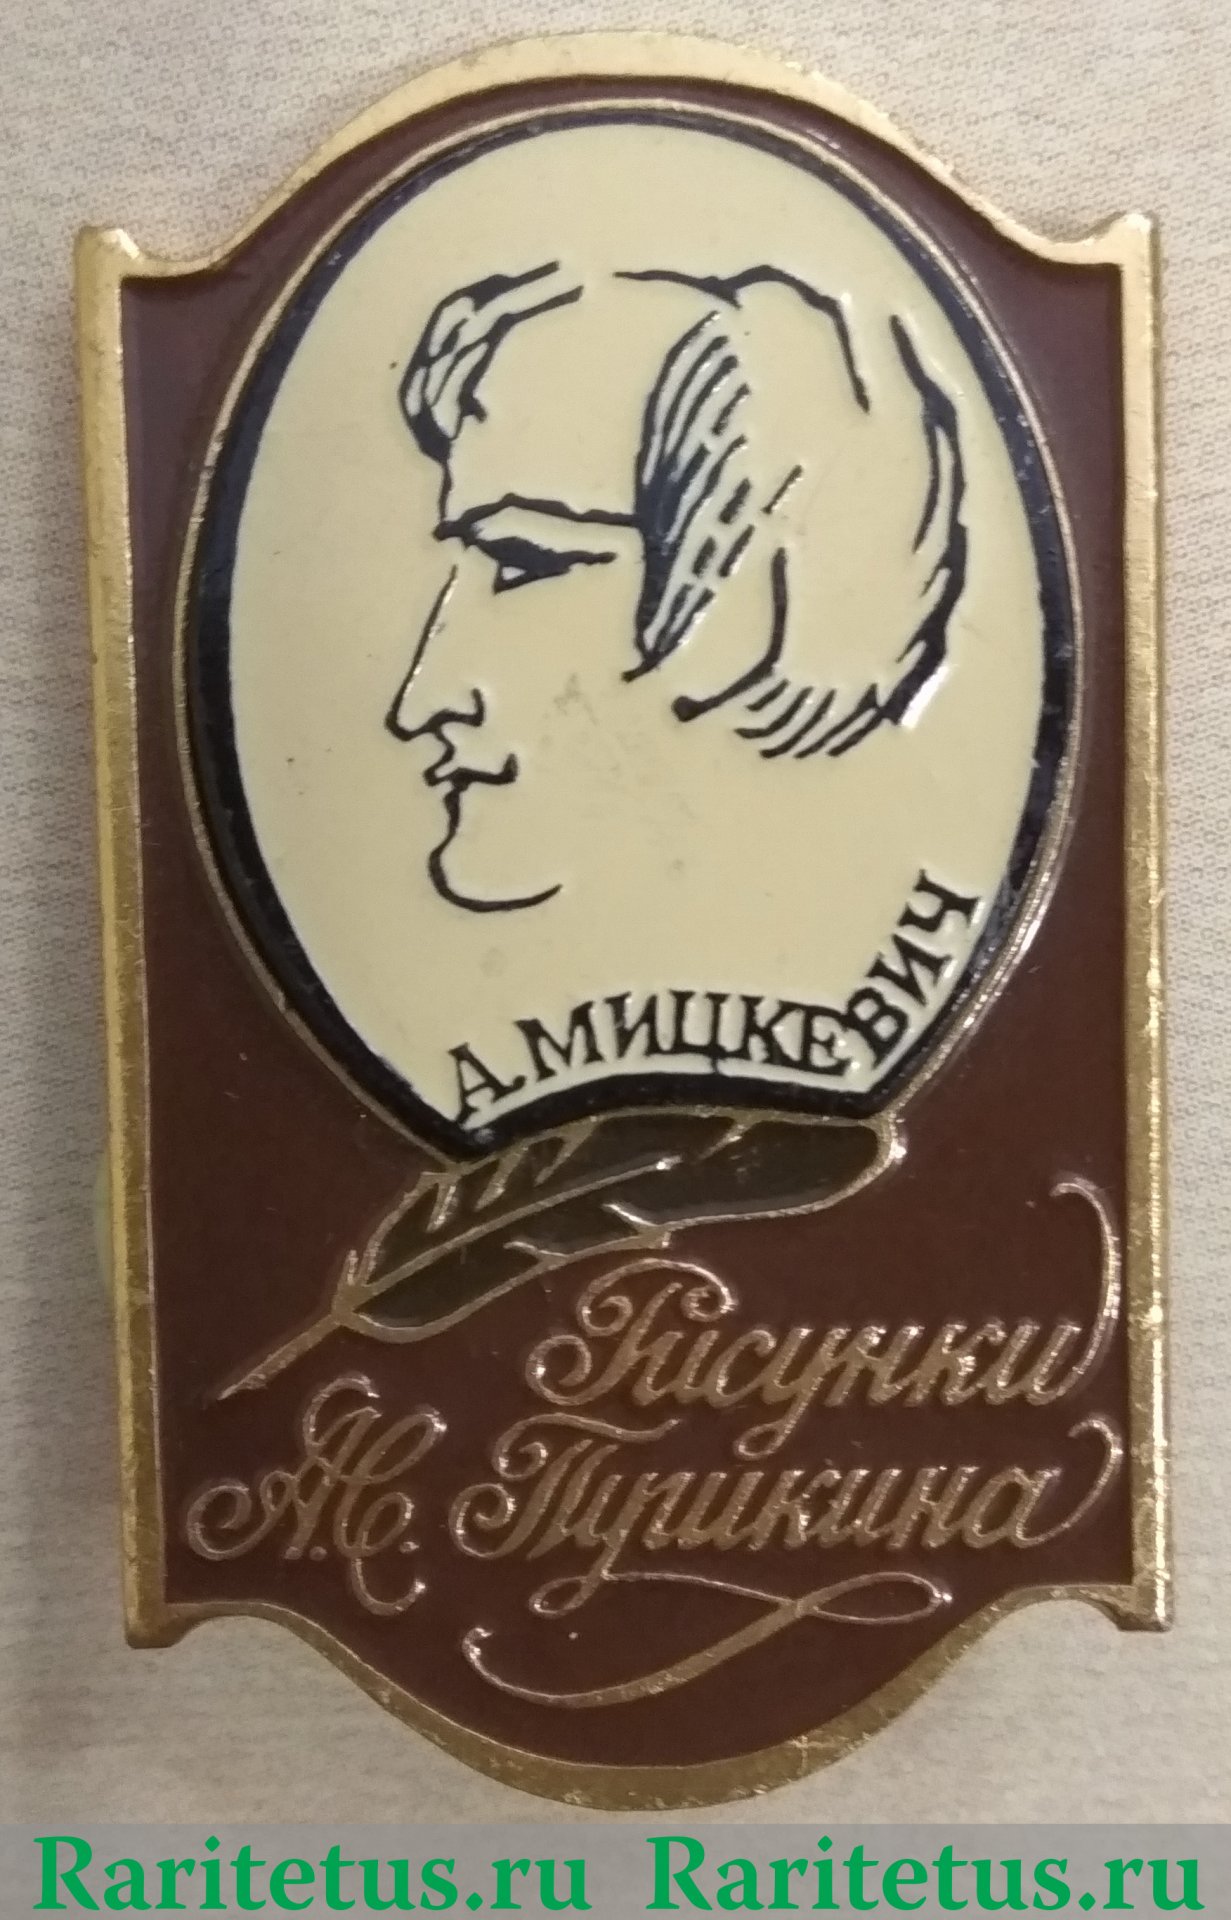 А.МИЦКЕВИЧ
Рисунки
А.С. Пушкина
Raritetus.ru Raritetus.ru